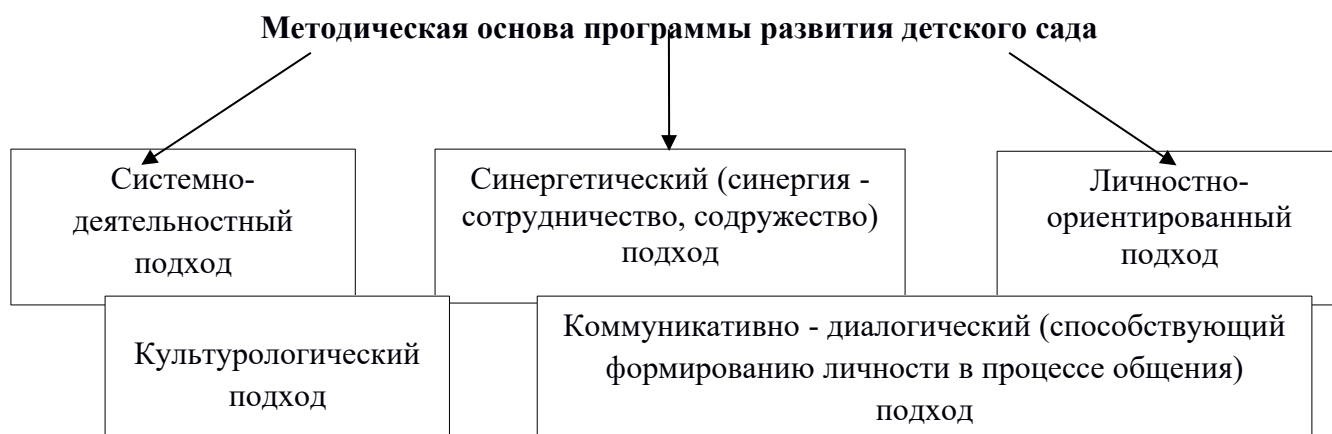 Методическая основа программы развития детского сада
Системно-
деятельностный
подход
Синергетический (синергия -
сотрудничество, содружество)
подход
Личностно-
ориентированный
подход
Культурологический
подход
Коммуникативно - диалогический (способствующий
формированию личности в процессе общения)
подход